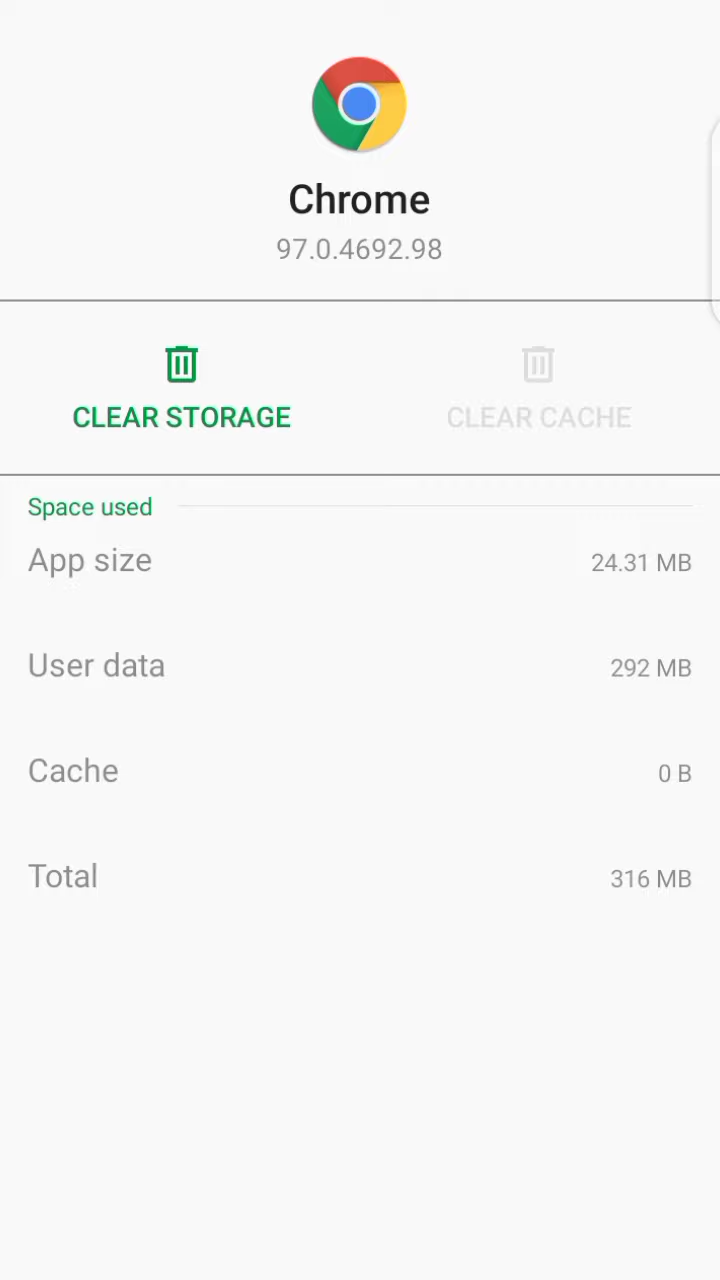 Chrome
97.0.4692.98
CLEAR STORAGE
CLEAR CACHE
Space used
App size 24.31 MB
User data 292 MB
Cache 0 B
Total 316 MB